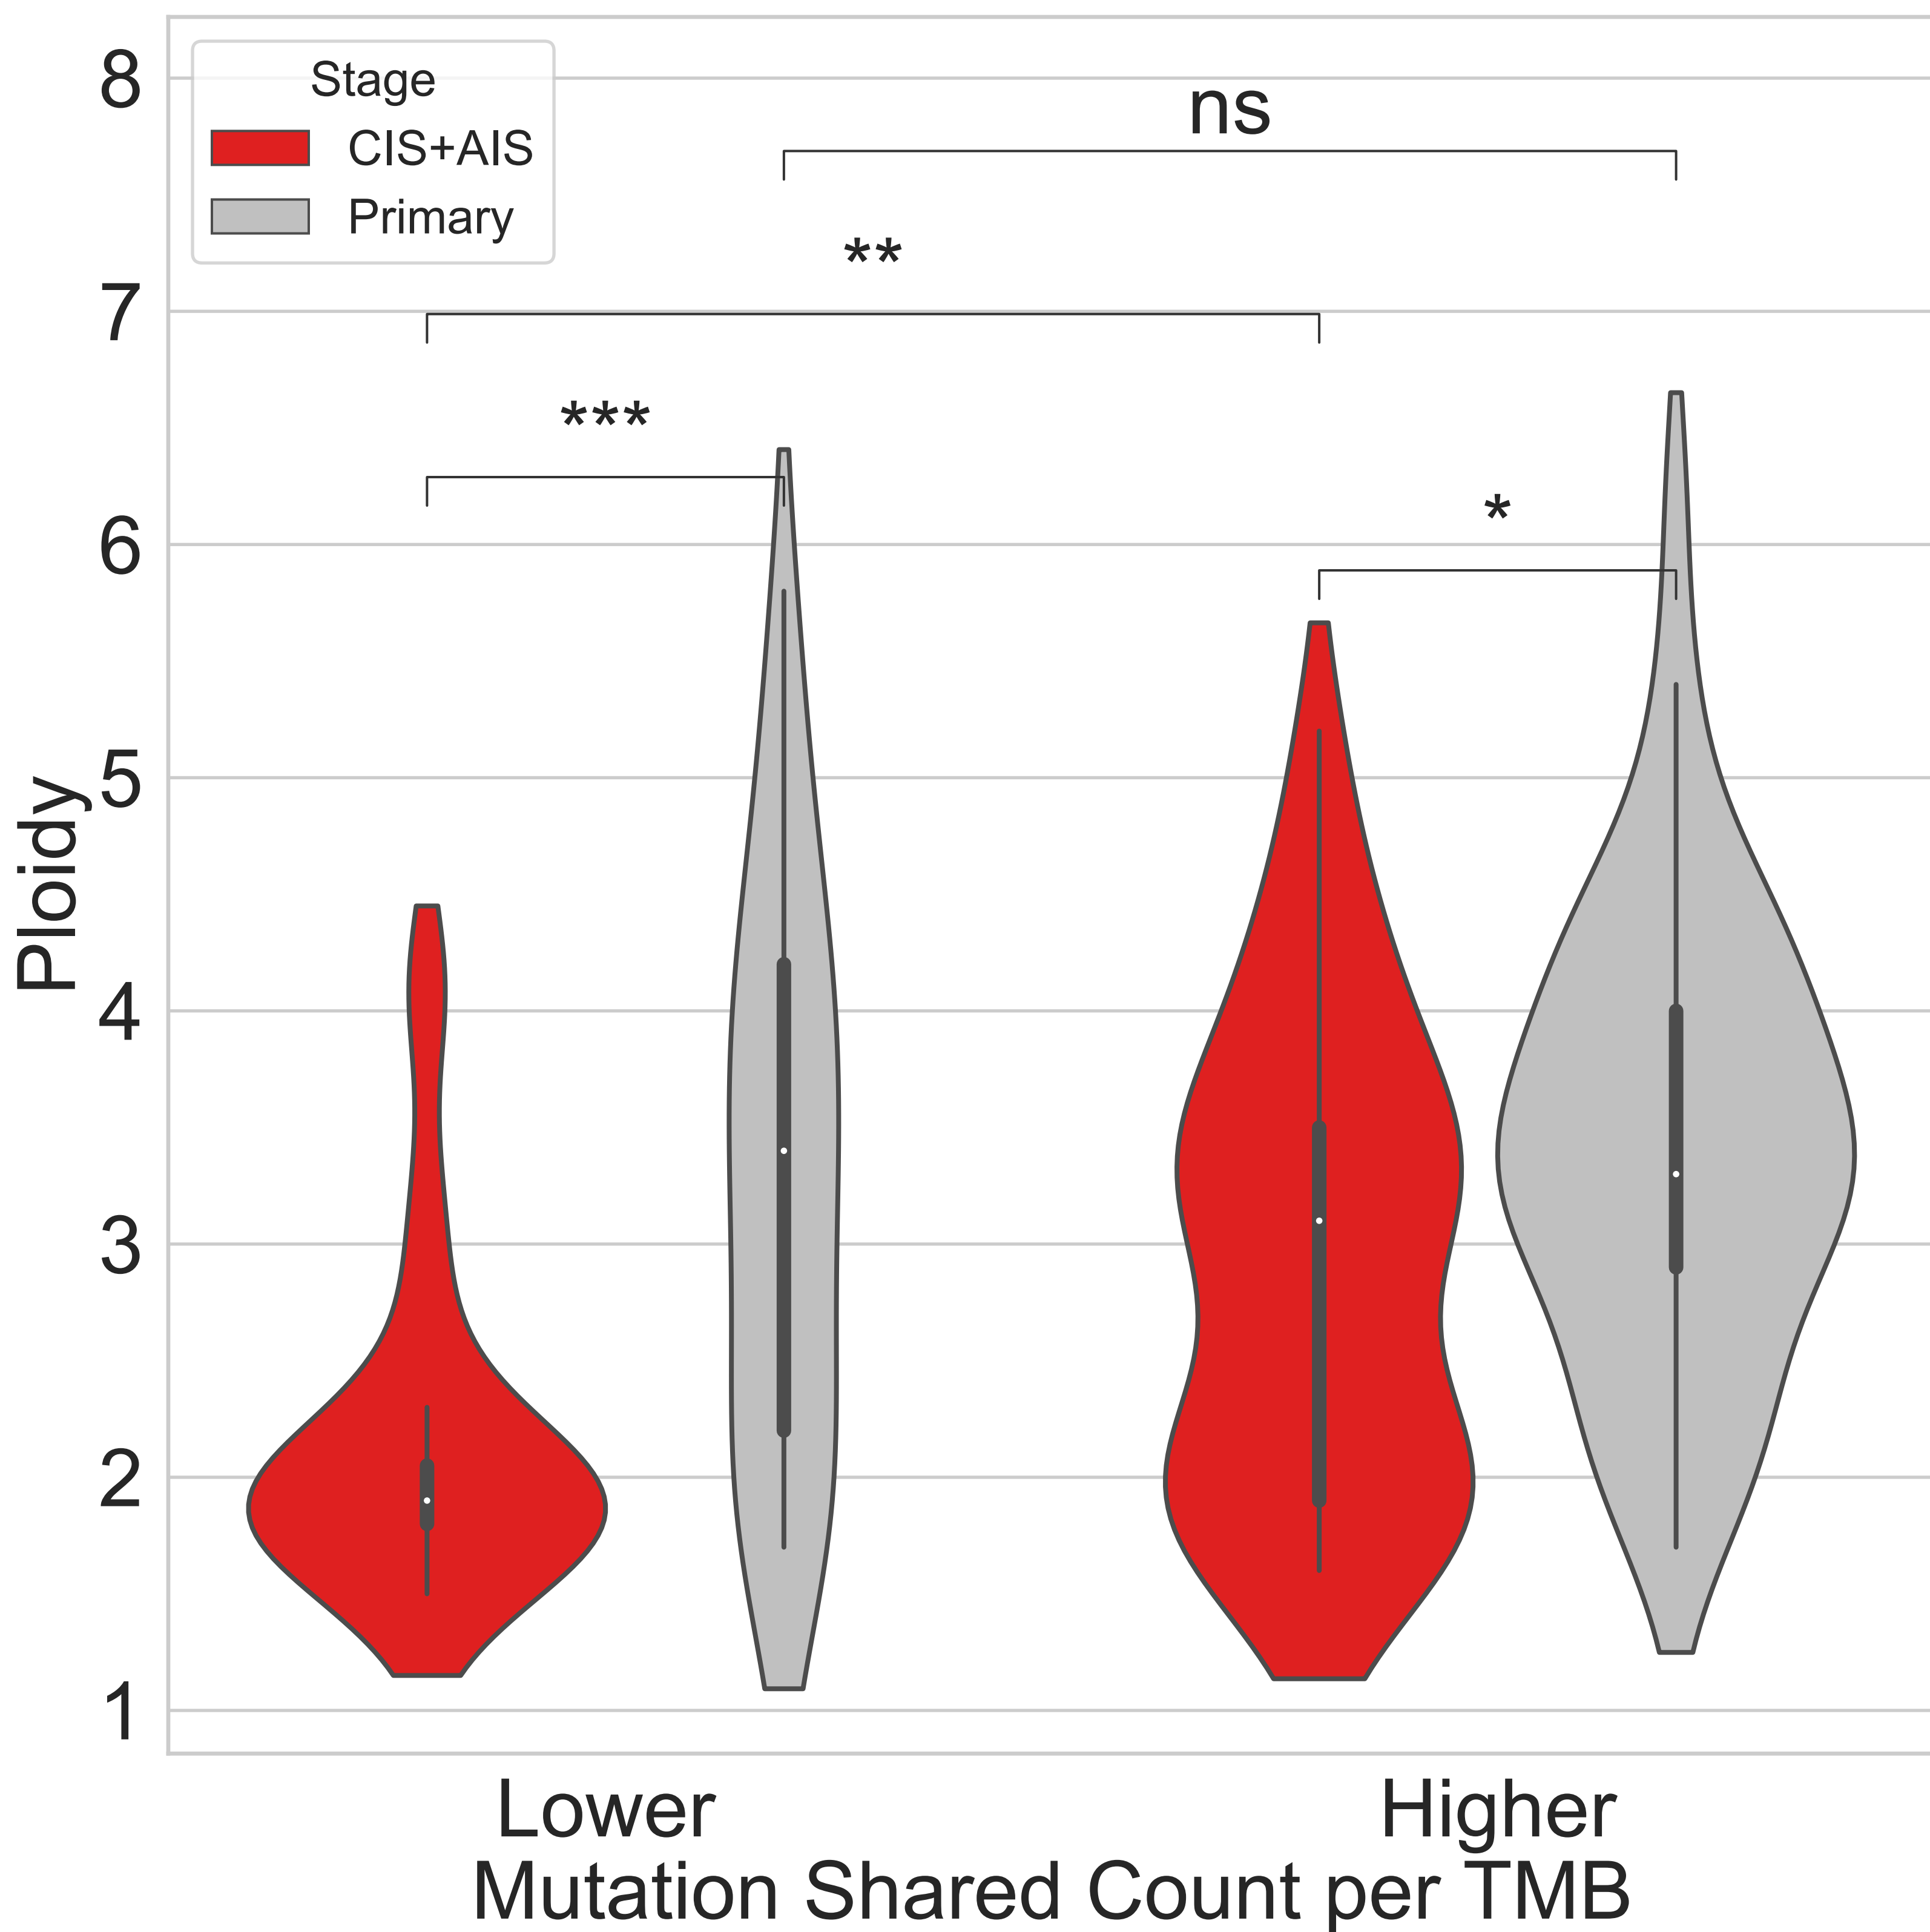 Stage
CIS+AIS
Primary
ns
**
***
*
8
7
6
5
4
3
2
1
Ploidy
Lower
Higher
Mutation Shared Count per TMB